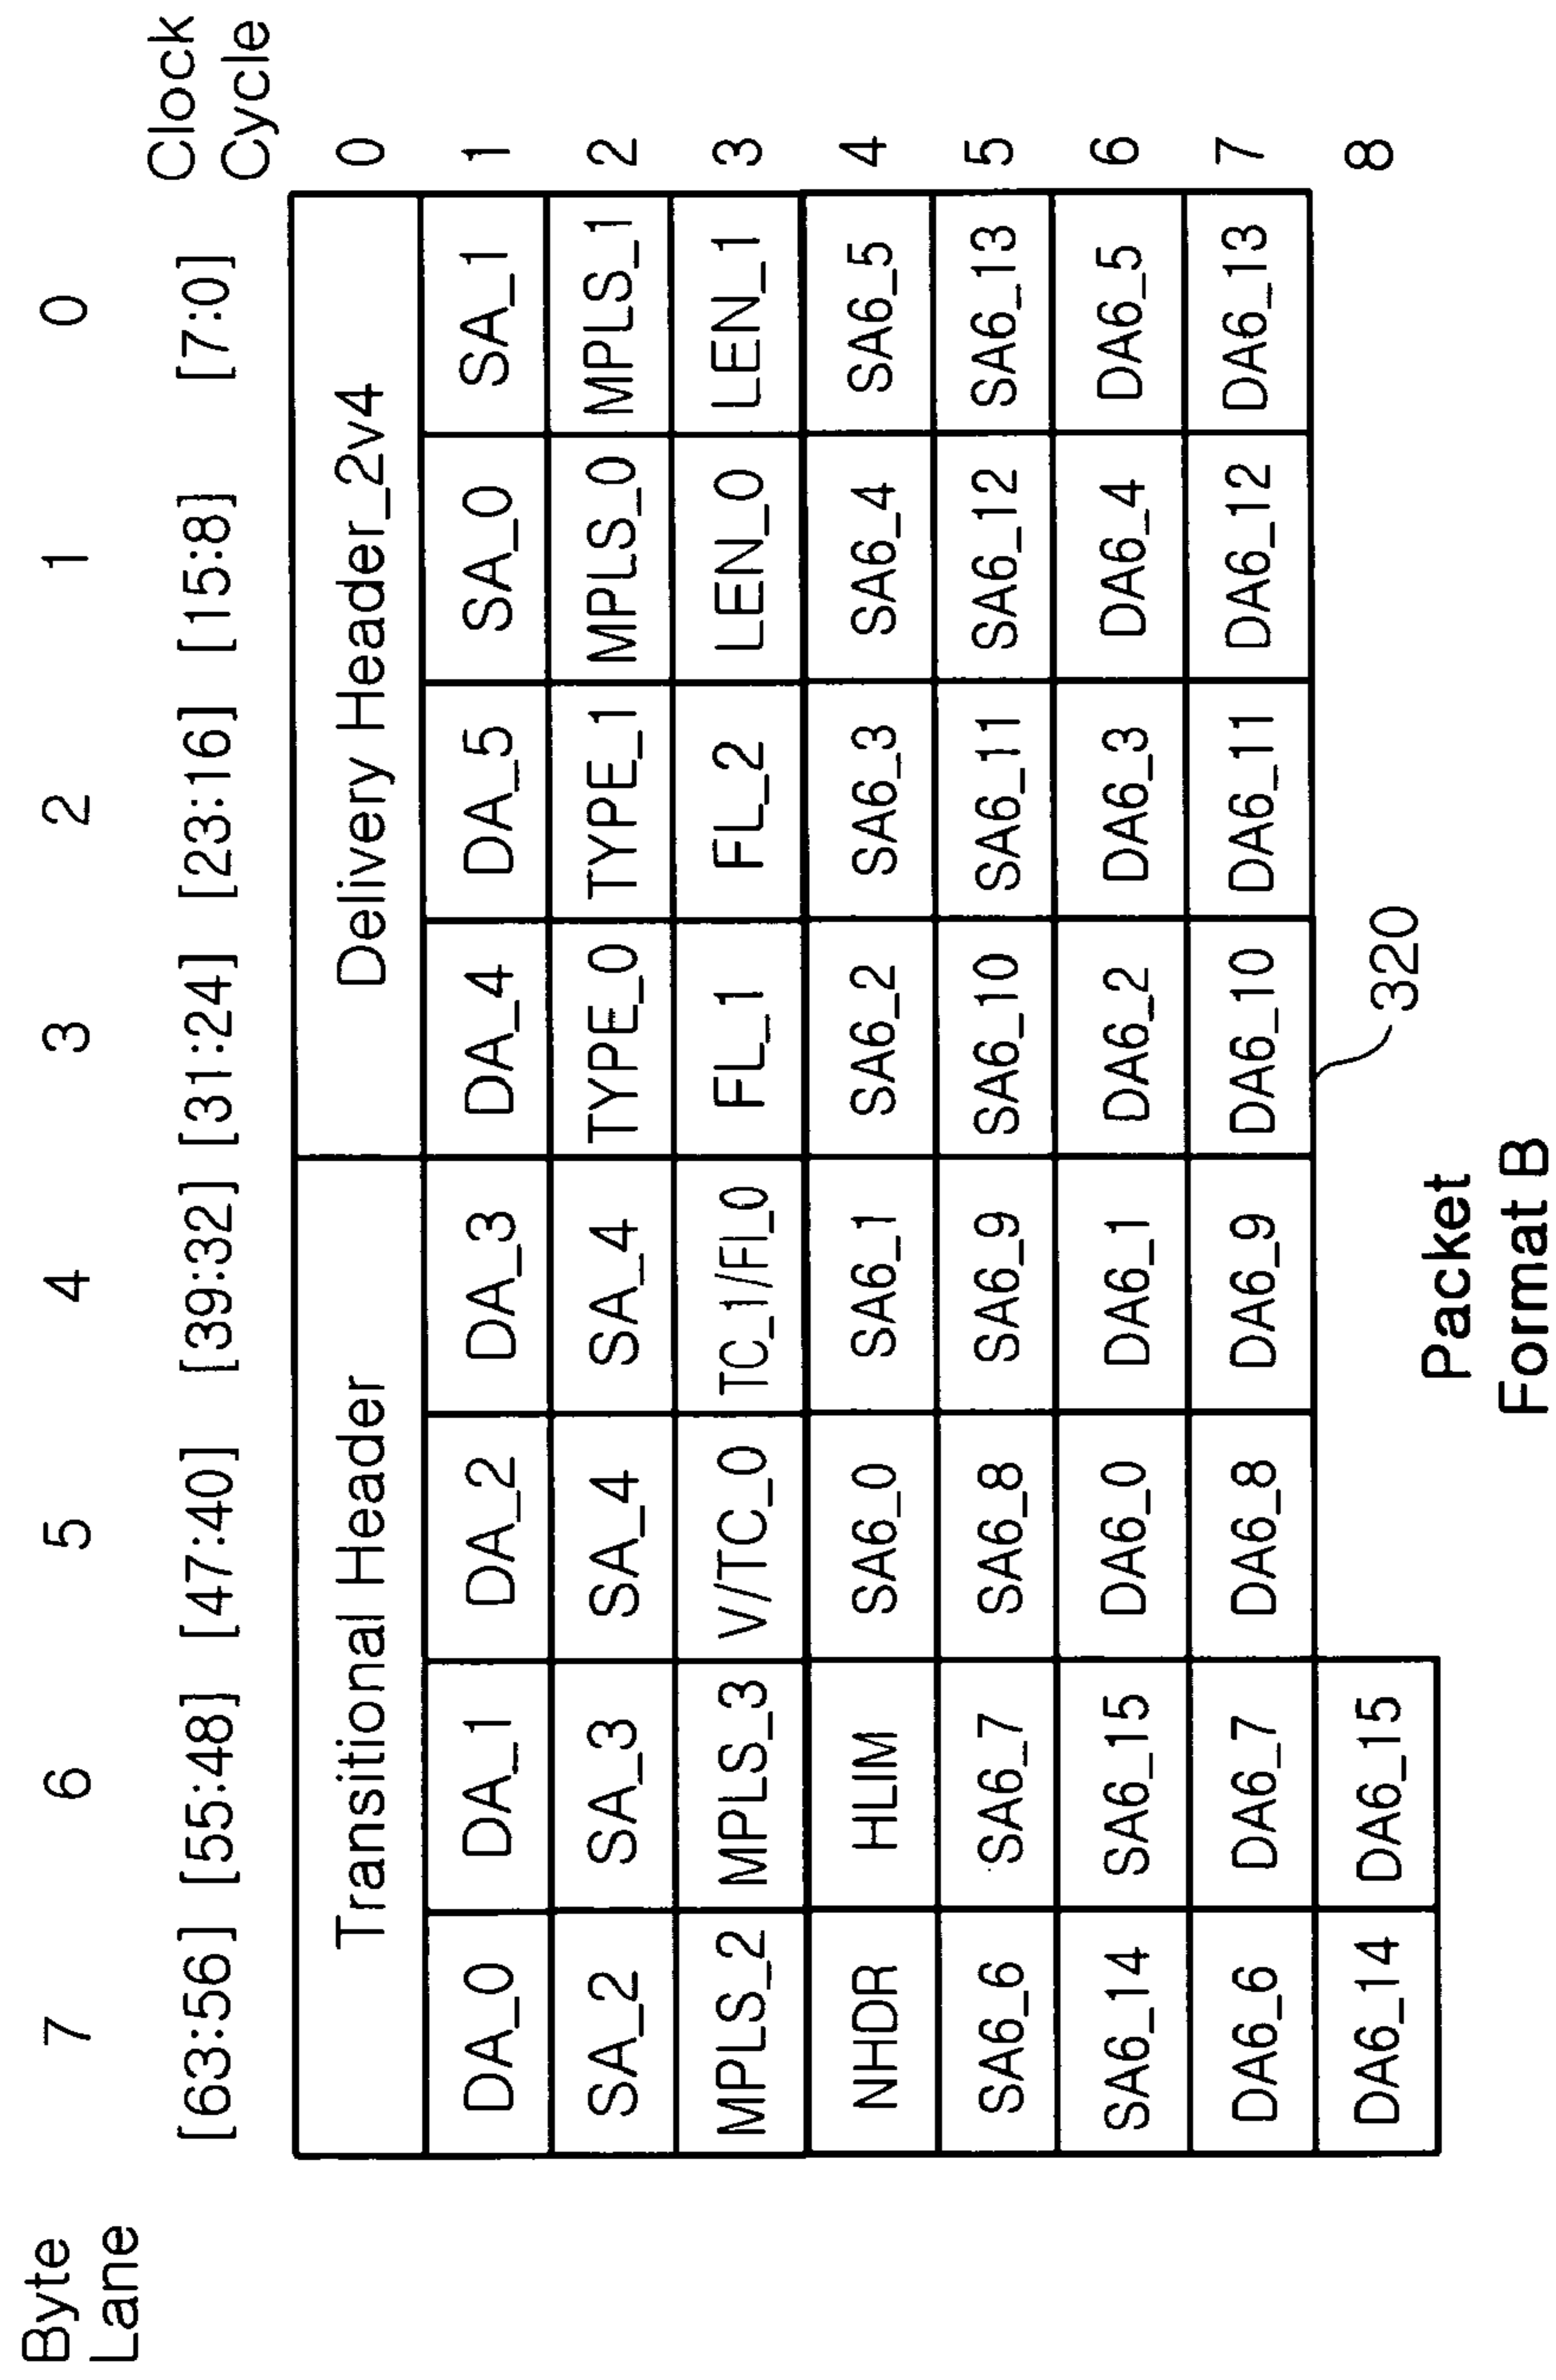 Byte Lane 7 6 5 4 3 2 1 0
[63:56] [55:48] [47:40] [39:32] [31:24] [23:16] [15:8] [7:0] Clock Cycle
Transitional Header Delivery Header_2v4 0
DA_0 DA_1 DA_2 DA_3 DA_4 DA_5 SA_0 SA_1 1
SA_2 SA_3 SA_4 SA_4 TYPE_0 TYPE_1 MPLS_0 MPLS_1 2
MPLS_2 MPLS_3 V/TC_0 TC_1/FI_0 FL_1 FL_2 LEN_0 LEN_1 3
NHDR HLIM SA6_0 SA6_1 SA6_2 SA6_3 SA6_4 SA6_5 4
SA6_6 SA6_7 SA6_8 SA6_9 SA6_10 SA6_11 SA6_12 SA6_13 5
SA6_14 SA6_15 DA6_0 DA6_1 DA6_2 DA6_3 DA6_4 DA6_5 6
DA6_6 DA6_7 DA6_8 DA6_9 DA6_10 DA6_11 DA6_12 DA6_13 7
DA6_14 DA6_15 8
320
Packet
Format B